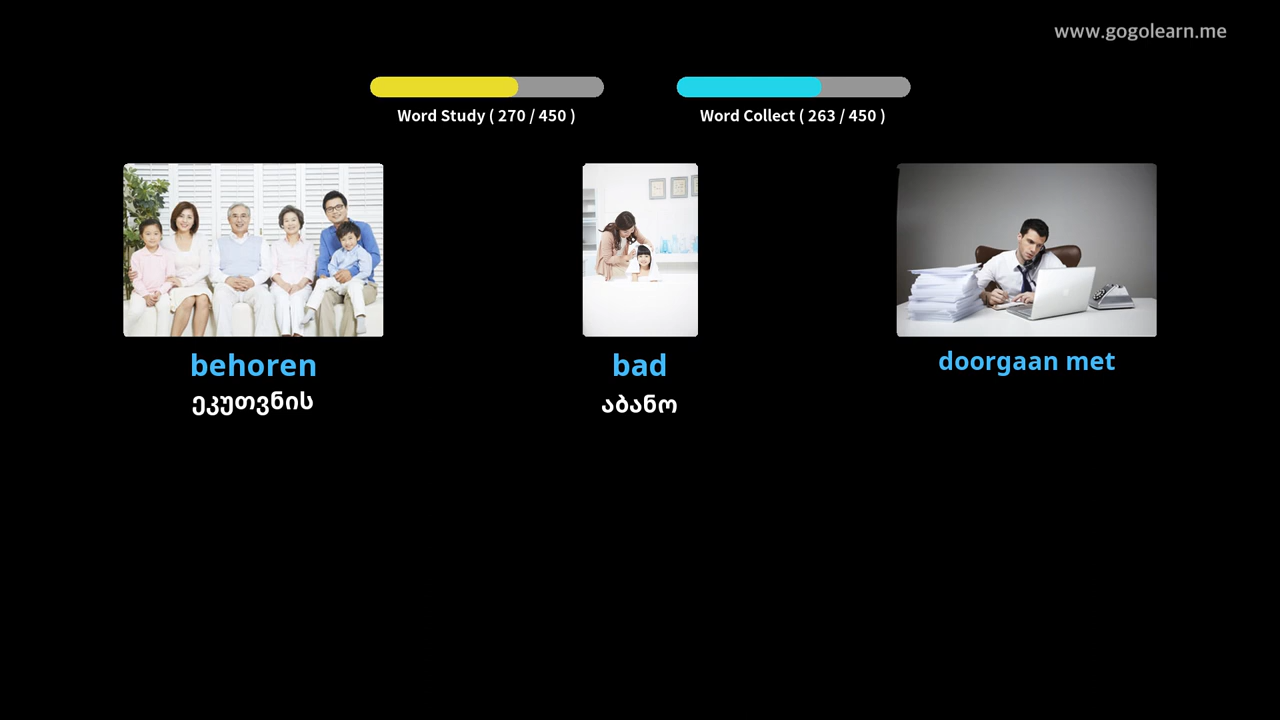 www.gogolearn.me
Word Study ( 270 / 450 )
Word Collect ( 263 / 450 )
behoren
ეკუთვნის
bad
აბანო
doorgaan met